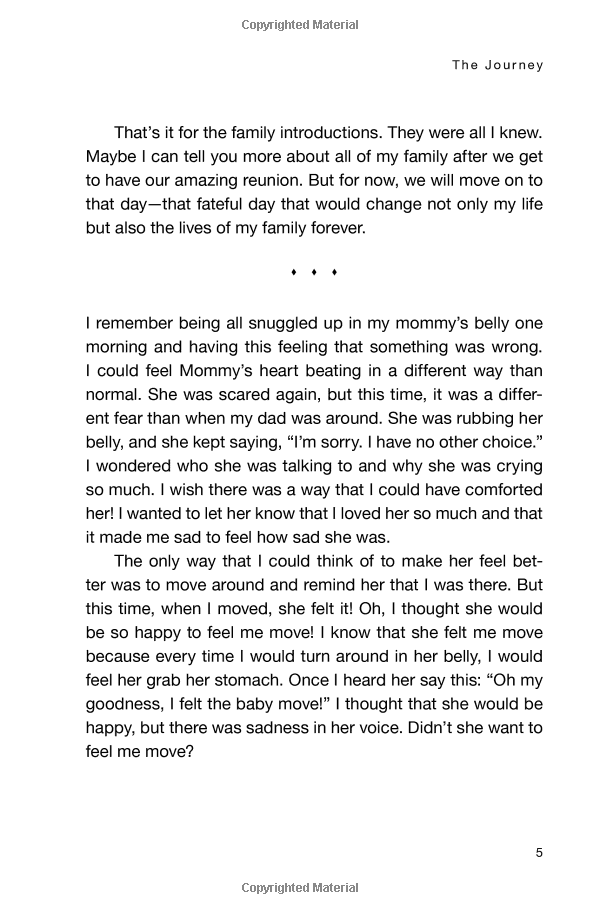 Copyrighted Material
The Journey
That’s it for the family introductions. They were all I knew.
Maybe I can tell you more about all of my family after we get
to have our amazing reunion. But for now, we will move on to
that day—that fateful day that would change not only my life
but also the lives of my family forever.
♦ ♦ ♦
I remember being all snuggled up in my mommy’s belly one
morning and having this feeling that something was wrong.
I could feel Mommy’s heart beating in a different way than
normal. She was scared again, but this time, it was a differ-
ent fear than when my dad was around. She was rubbing her
belly, and she kept saying, “I’m sorry. I have no other choice.”
I wondered who she was talking to and why she was crying
so much. I wish there was a way that I could have comforted
her! I wanted to let her know that I loved her so much and that
it made me sad to feel how sad she was.
The only way that I could think of to make her feel bet-
ter was to move around and remind her that I was there. But
this time, when I moved, she felt it! Oh, I thought she would
be so happy to feel me move! I know that she felt me move
because every time I would turn around in her belly, I would
feel her grab her stomach. Once I heard her say this: “Oh my
goodness, I felt the baby move!” I thought that she would be
happy, but there was sadness in her voice. Didn’t she want to
feel me move?
5
Copyrighted Material